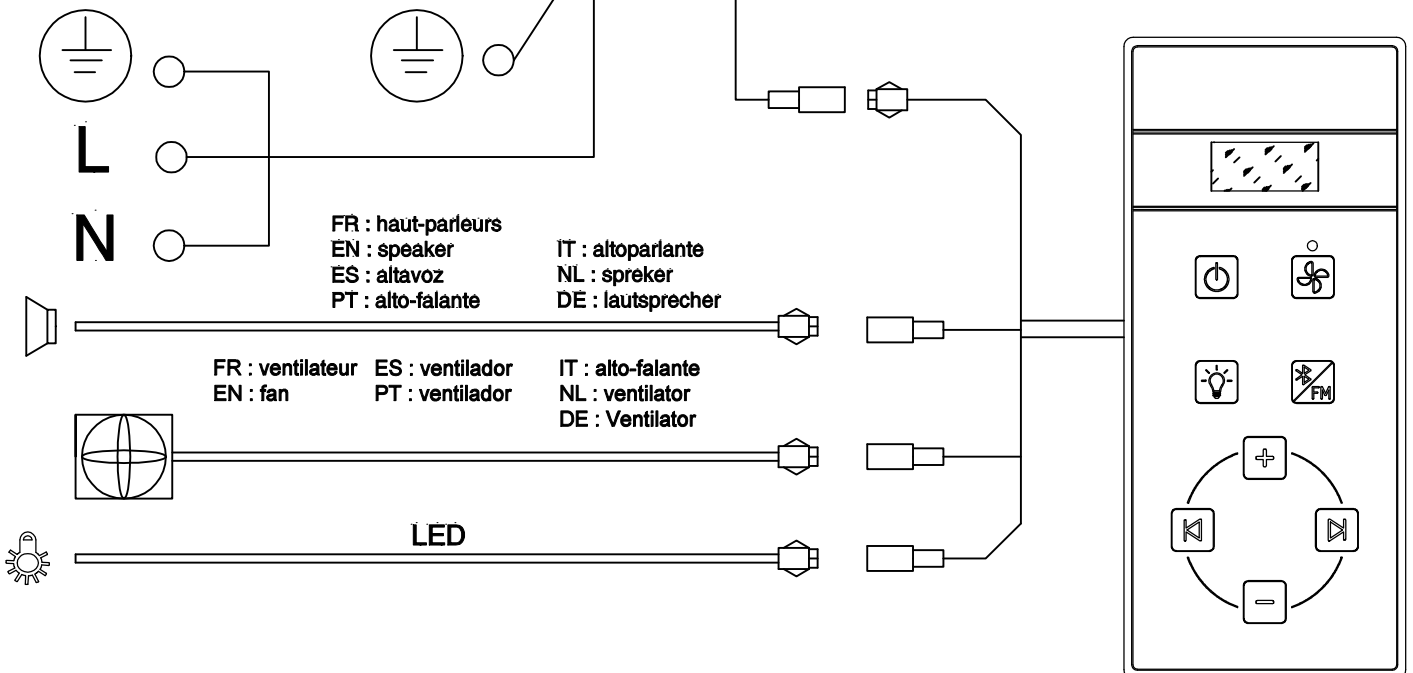 L
N
FR : haut-parleurs
EN : speaker
ES : altavoz
PT : alto-falante
IT : altoparlante
NL : spreker
DE : lautsprecher
FR : ventilateur
EN : fan
ES : ventilador
PT : ventilador
IT : alto-falante
NL : ventilator
DE : Ventilator
LED
FM